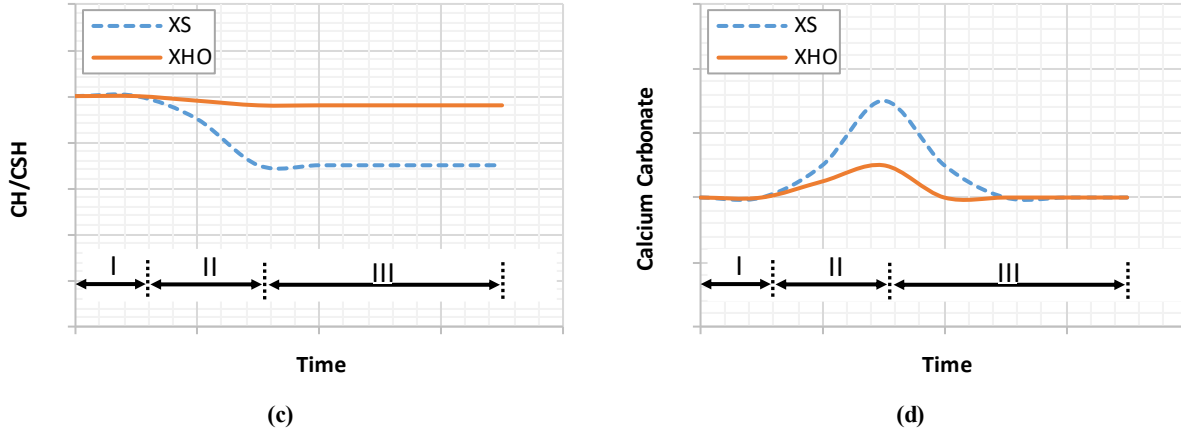 XS
XHO
CH/CSH
I
II
III
Time
(c)
XS
XHO
Calcium Carbonate
I
II
III
Time
(d)